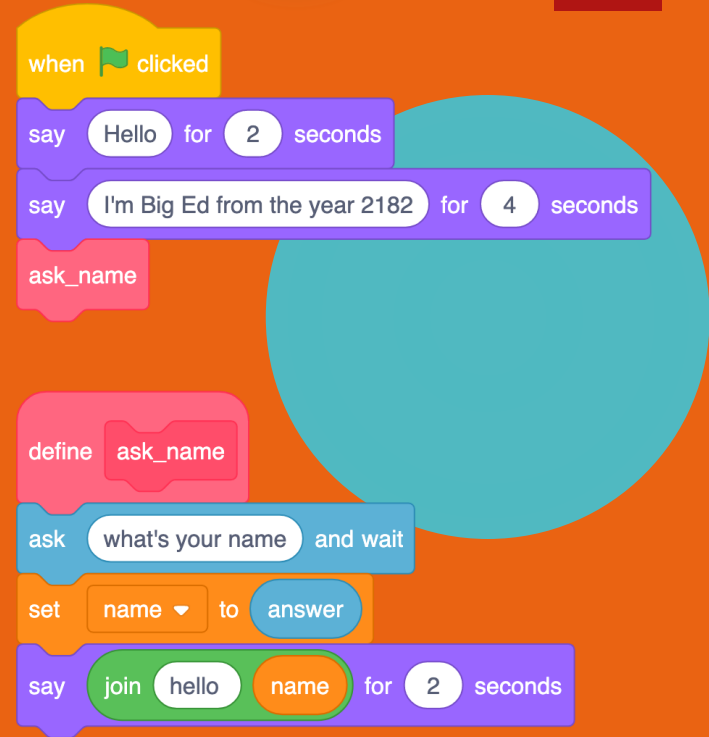 when clicked
say Hello for 2 seconds
say I'm Big Ed from the year 2182 for 4 seconds
ask_name
define ask_name
ask what's your name and wait
set name to answer
say join hello name for 2 seconds